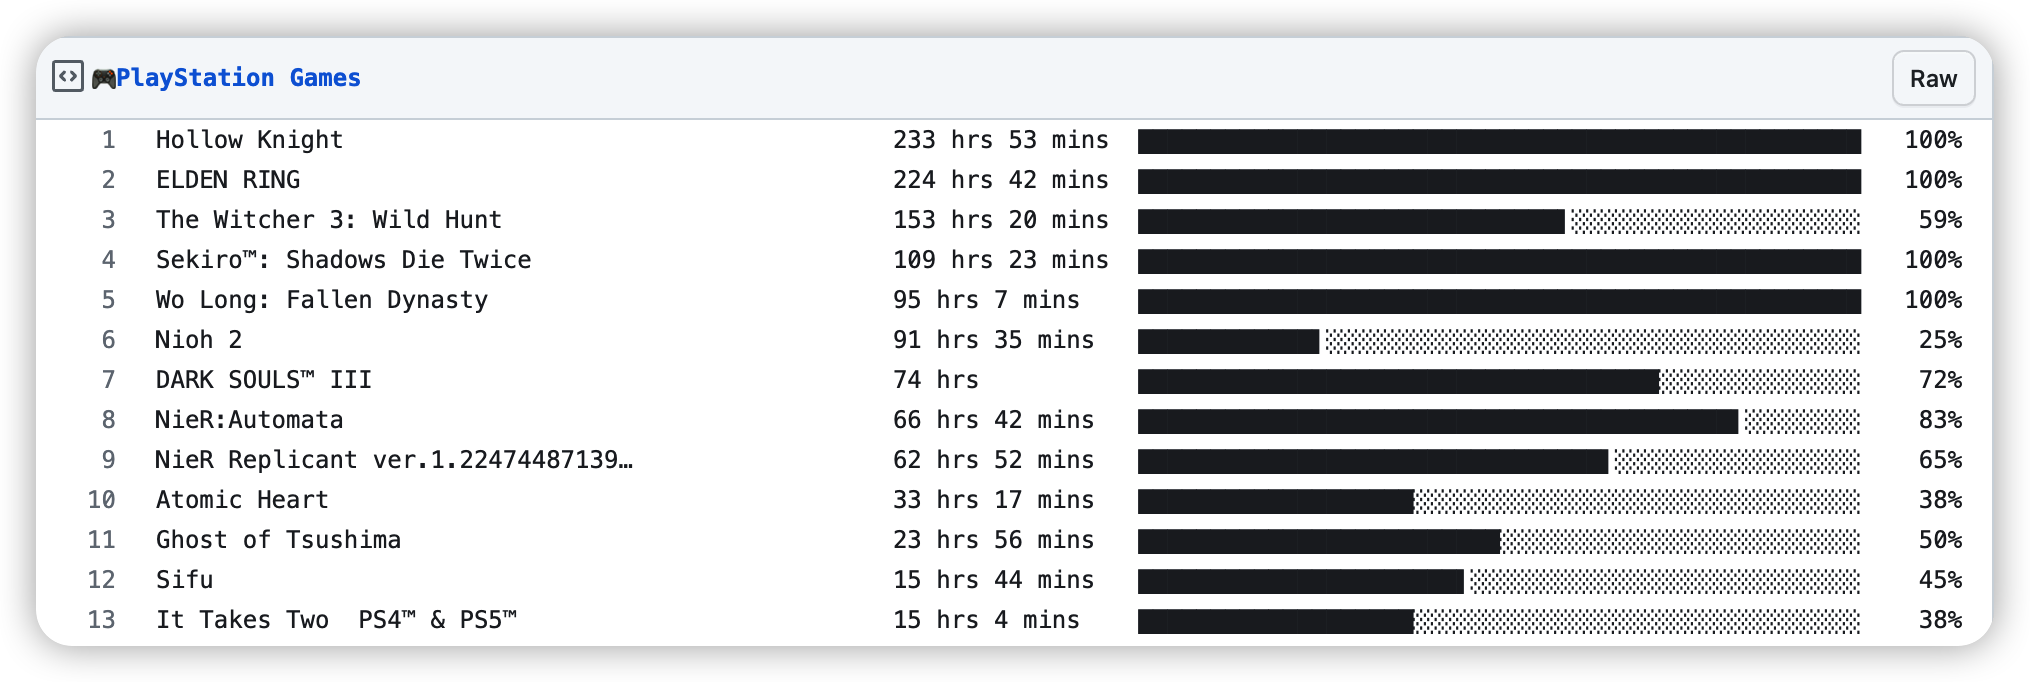 PlayStation Games
Raw
1 Hollow Knight 233 hrs 53 mins 100%
2 ELDEN RING 224 hrs 42 mins 100%
3 The Witcher 3: Wild Hunt 153 hrs 20 mins 59%
4 Sekiro™: Shadows Die Twice 109 hrs 23 mins 100%
5 Wo Long: Fallen Dynasty 95 hrs 7 mins 100%
6 Nioh 2 91 hrs 35 mins 25%
7 DARK SOULS™ III 74 hrs 72%
8 NieR:Automata 66 hrs 42 mins 83%
9 NieR Replicant ver.1.22474487139… 62 hrs 52 mins 65%
10 Atomic Heart 33 hrs 17 mins 38%
11 Ghost of Tsushima 23 hrs 56 mins 50%
12 Sifu 15 hrs 44 mins 45%
13 It Takes Two  PS4™ & PS5™ 15 hrs 4 mins 38%